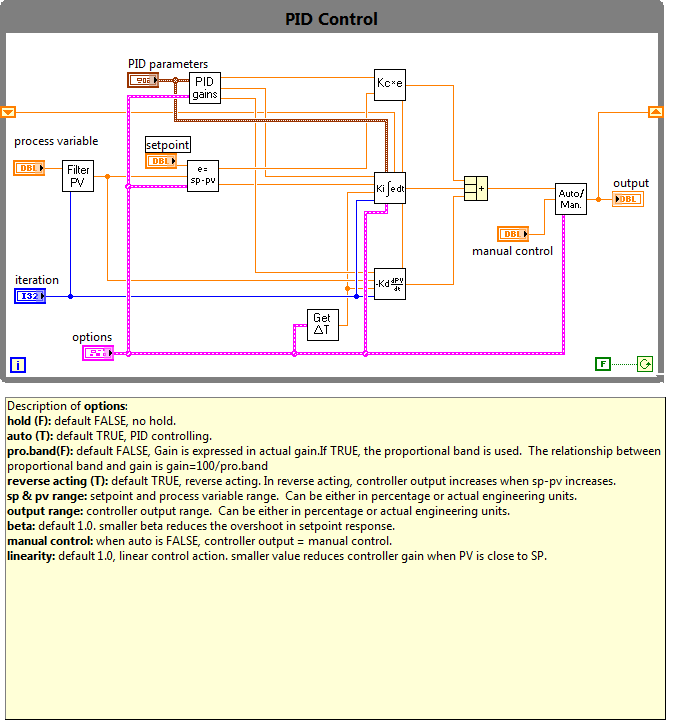 PID Control
PID parameters
PID
gains
Kc×e
process variable
setpoint
DBL
DBL
Filter
PV
e=
sp-pv
Ki∫edt
+
Auto/
Man.
output
DBL
DBL
manual control
iteration
I32
-Kd dPV
dt
Get
ΔT
options
i
F
Description of options:
hold (F): default FALSE, no hold.
auto (T): default TRUE, PID controlling.
pro.band(F): default FALSE, Gain is expressed in actual gain.If TRUE, the proportional band is used. The relationship between
proportional band and gain is gain=100/pro.band
reverse acting (T): default TRUE, reverse acting. In reverse acting, controller output increases when sp-pv increases.
sp & pv range: setpoint and process variable range. Can be either in percentage or actual engineering units.
output range: controller output range. Can be either in percentage or actual engineering units.
beta: default 1.0. smaller beta reduces the overshoot in setpoint response.
manual control: when auto is FALSE, controller output = manual control.
linearity: default 1.0, linear control action. smaller value reduces controller gain when PV is close to SP.